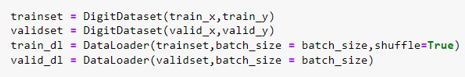 trainset = DigitDataset(train_x,train_y)
validset = DigitDataset(valid_x,valid_y)
train_dl = DataLoader(trainset,batch_size = batch_size,shuffle=True)
valid_dl = DataLoader(validset,batch_size = batch_size)